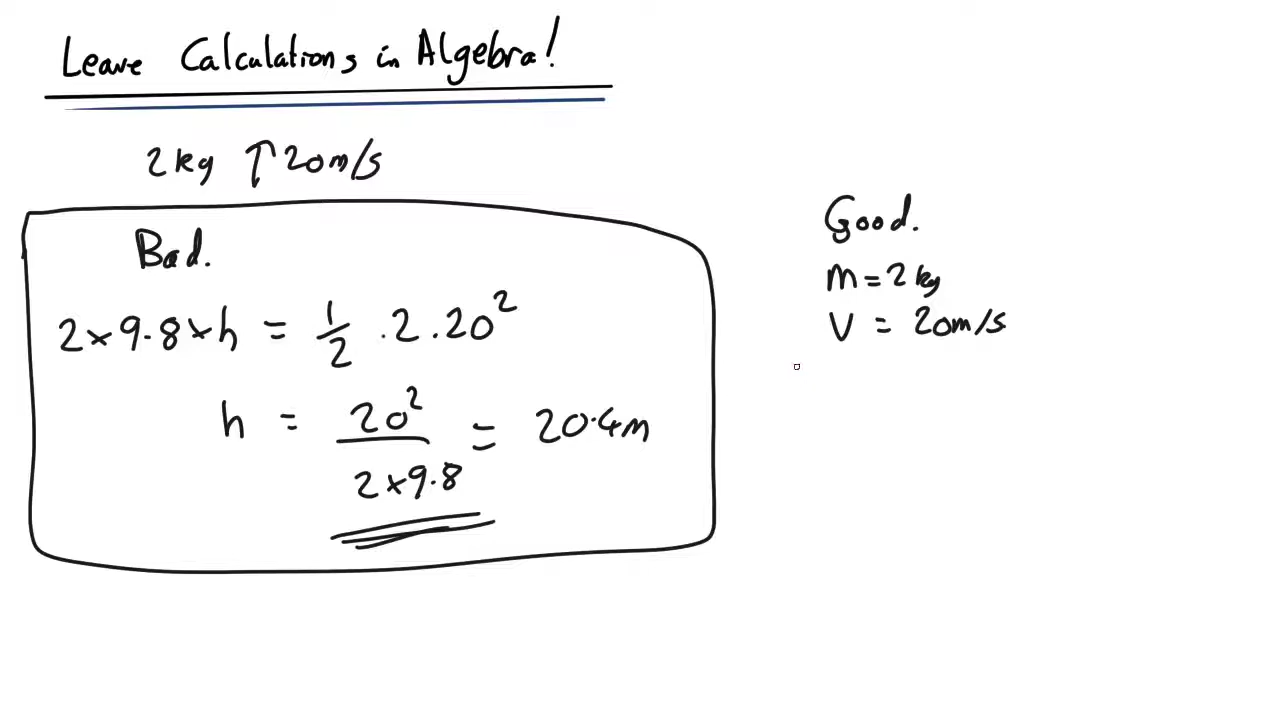 Leave Calculations in Algebra!
2kg ↑20m/s
Bad.
2×9.8×h = 1/2 .2.20²
h = 20²/2×9.8 = 20.4m
Good.
m=2kg
V = 20m/s